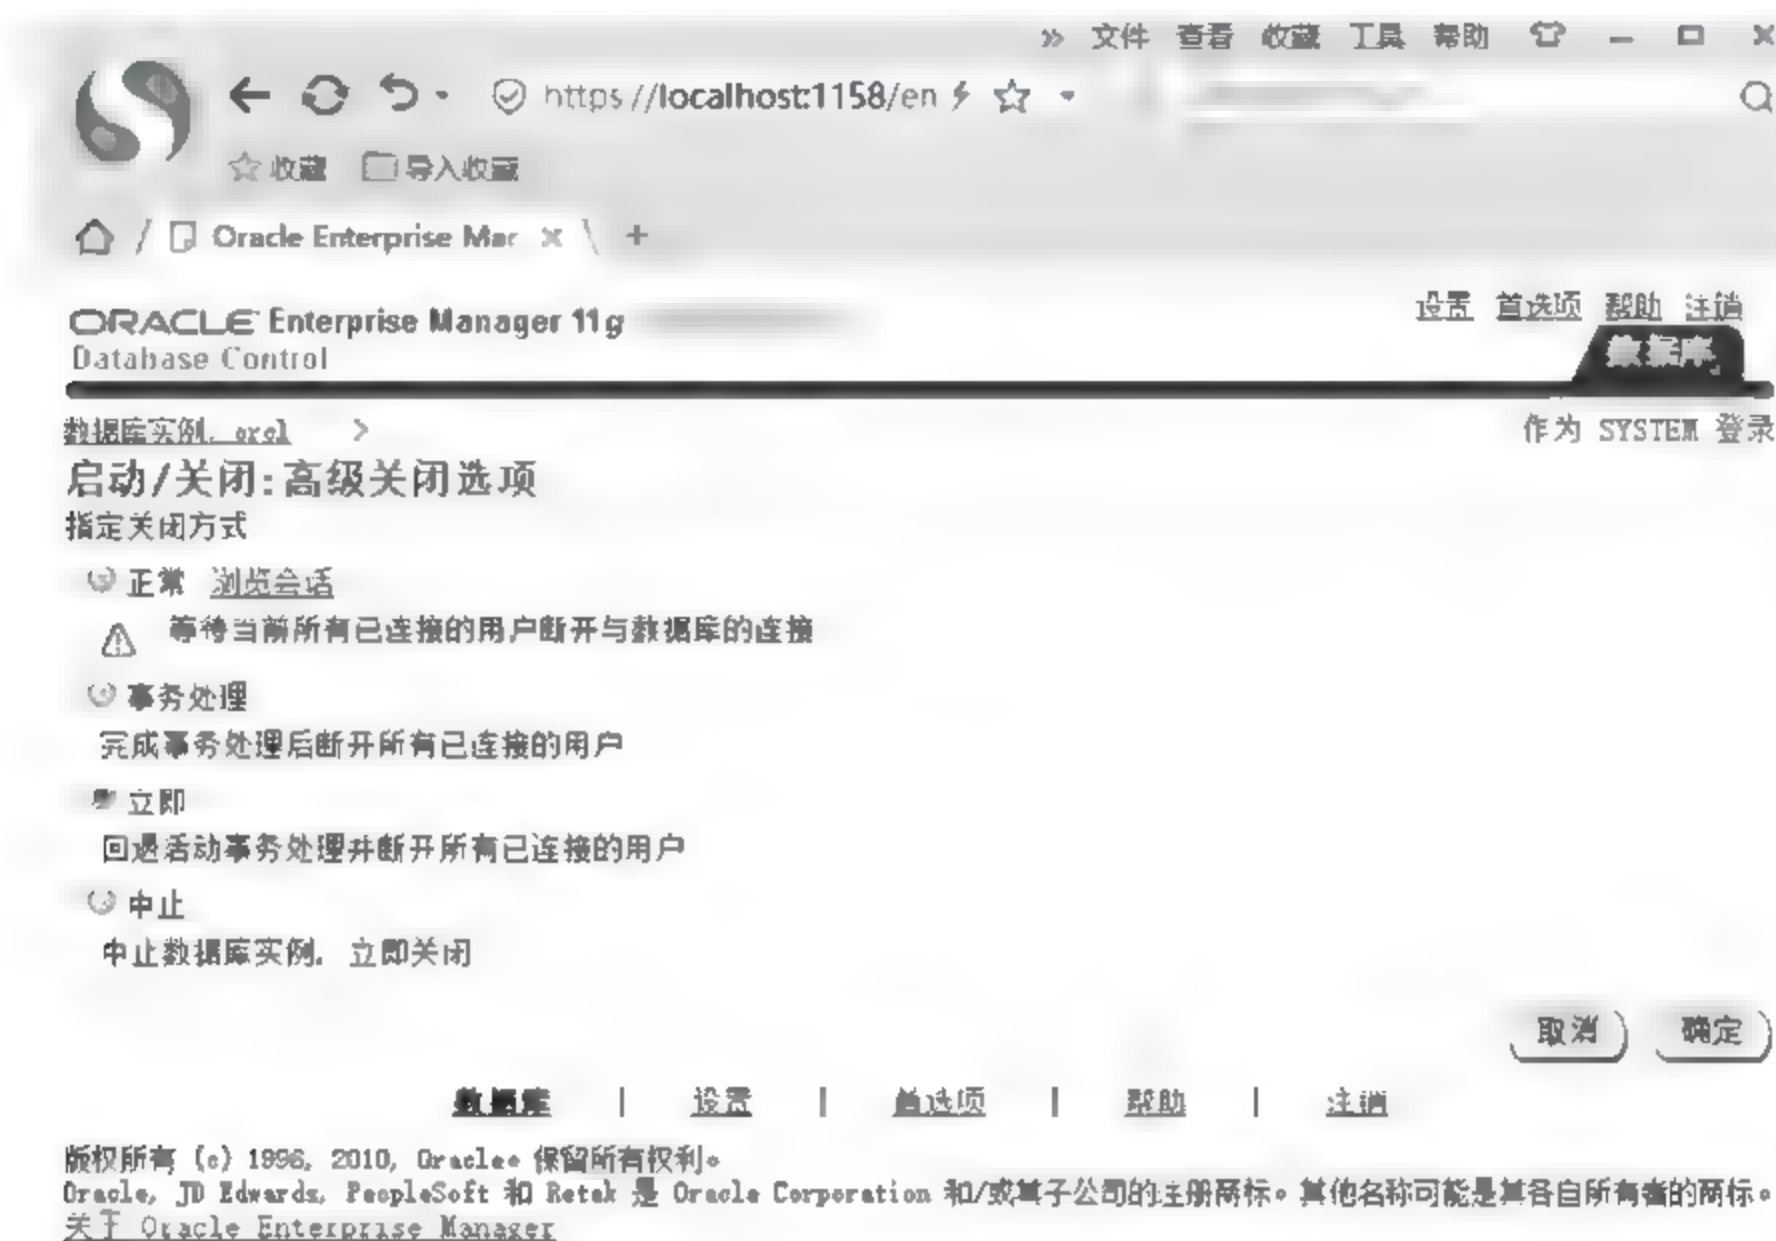 » 文件 查看 收藏 工具 帮助
https://localhost:1158/en
收藏 导入收藏
Oracle Enterprise Mar
ORACLE Enterprise Manager 11g
Database Control
设置 首选项 帮助 注销
数据库
数据库实例: orcl >
作为 SYSTEM 登录
启动/关闭:高级关闭选项
指定关闭方式
正常 浏览会话
等待当前所有已连接的用户断开与数据库的连接
事务处理
完成事务处理后断开所有已连接的用户
立即
回退活动事务处理并断开所有已连接的用户
中止
中止数据库实例, 立即关闭
取消 确定
数据库 | 设置 | 首选项 | 帮助 | 注销
版权所有 (c) 1996, 2010, Oracle。保留所有权利。
Oracle, JD Edwards, PeopleSoft 和 Retek 是 Oracle Corporation 和/或其子公司的注册商标。其他名称可能是其各自所有者的商标。
关于 Oracle Enterprise Manager